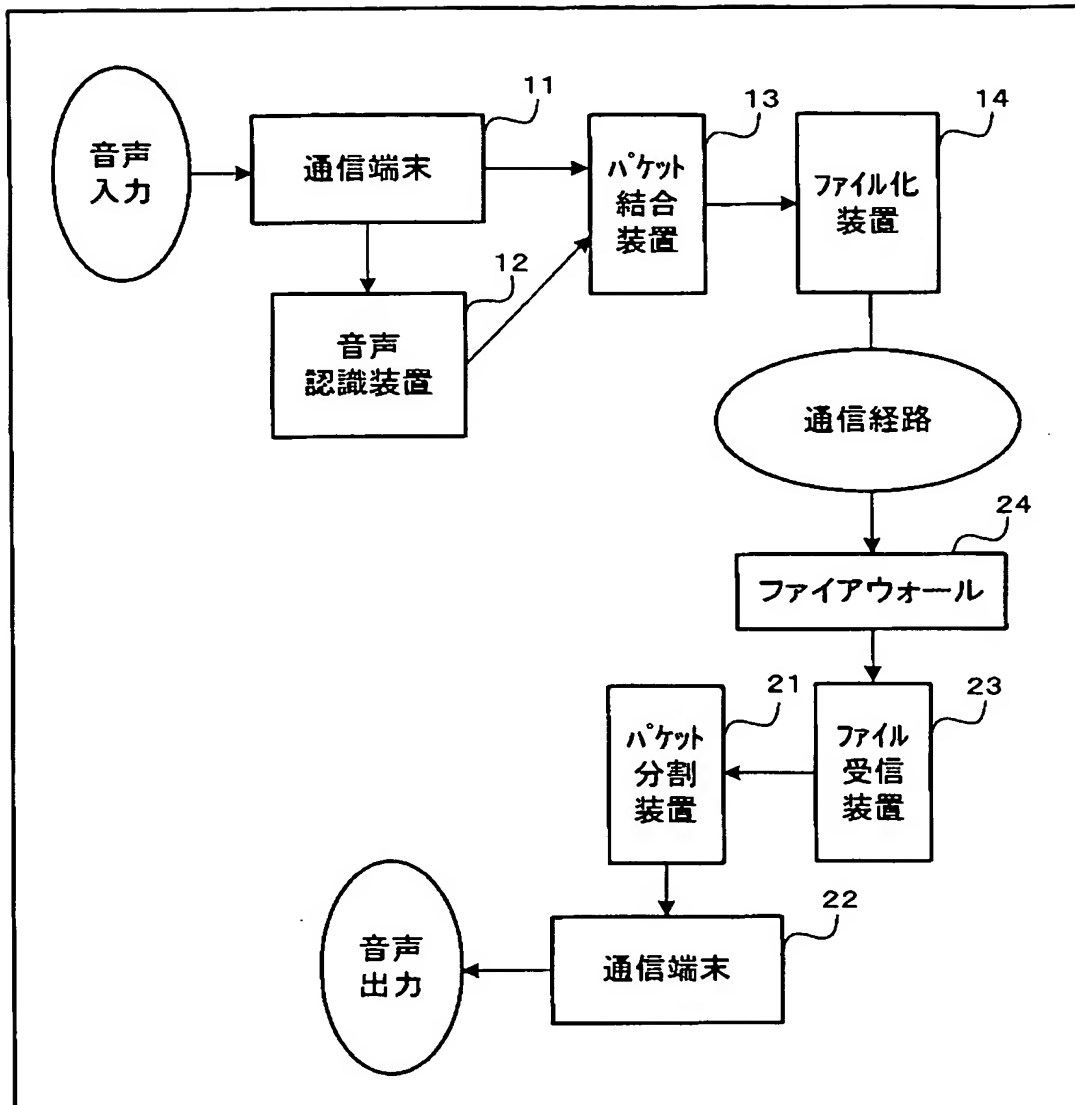 音声
入力
11
通信端末
12
音声
認識装置
13
パケット
結合
装置
14
ファイル化
装置
通信経路
24
ファイアウォール
23
ファイル
受信
装置
21
パケット
分割
装置
22
通信端末
音声
出力